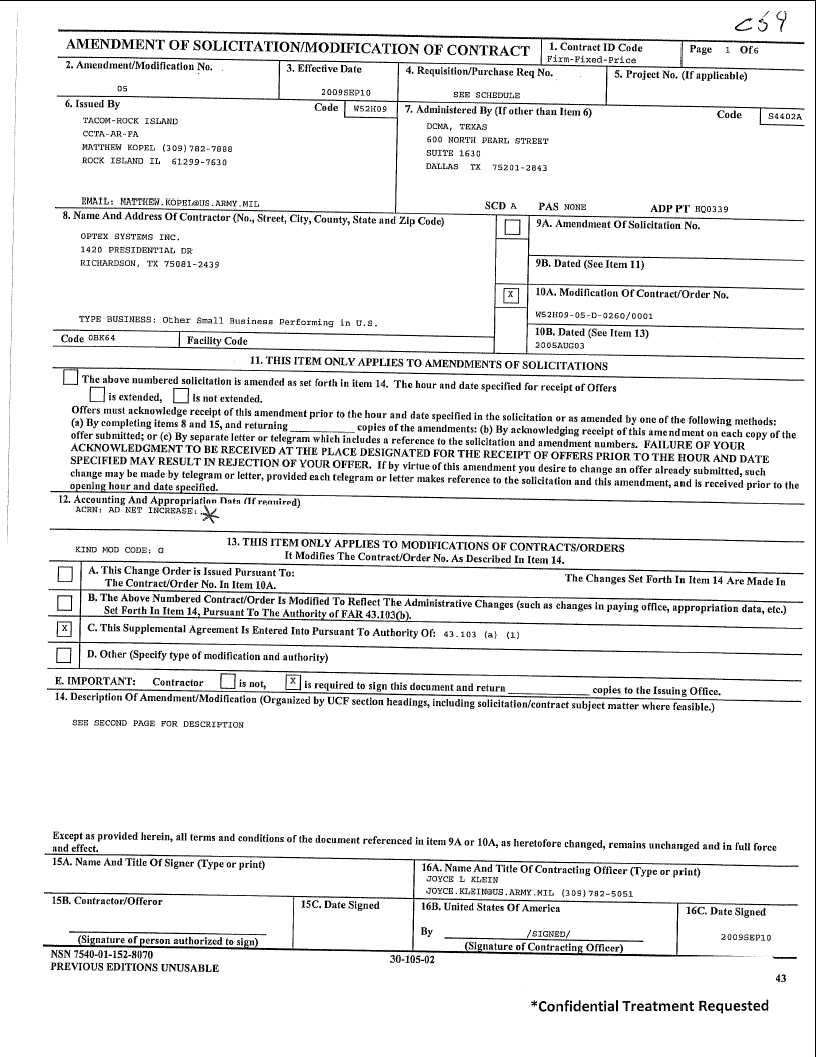 C59
AMENDMENT OF SOLICITATION/MODIFICATION OF CONTRACT
1. Contract ID Code
Firm-Fixed-Price
Page 1 Of 6
2. Amendment/Modification No.
05
3. Effective Date
2009SEP10
4. Requisition/Purchase Req No.
SEE SCHEDULE
5. Project No. (If applicable)
6. Issued By
Code W52H09
TACOM-ROCK ISLAND
CCTA-AR-FA
MATTHEW KOPEL (309)782-7888
ROCK ISLAND IL 61299-7630
EMAIL: MATTHEW.KOPEL@US.ARMY.MIL
7. Administered By (If other than Item 6)
Code S4402A
DCMA, TEXAS
600 NORTH PEARL STREET
SUITE 1630
DALLAS TX 75201-2843
SCD A PAS NONE ADP PT HQ0339
8. Name And Address Of Contractor (No., Street, City, County, State and Zip Code)
OPTEX SYSTEMS INC.
1420 PRESIDENTIAL DR
RICHARDSON, TX 75081-2439
TYPE BUSINESS: Other Small Business Performing in U.S.
Code 0BK64 Facility Code
9A. Amendment Of Solicitation No.
9B. Dated (See Item 11)
X 10A. Modification Of Contract/Order No.
W52H09-05-D-0260/0001
10B. Dated (See Item 13)
2005AUG03
11. THIS ITEM ONLY APPLIES TO AMENDMENTS OF SOLICITATIONS
The above numbered solicitation is amended as set forth in item 14. The hour and date specified for receipt of Offers
is extended, is not extended.
Offers must acknowledge receipt of this amendment prior to the hour and date specified in the solicitation or as amended by one of the following methods:
(a) By completing items 8 and 15, and returning ____________ copies of the amendments: (b) By acknowledging receipt of this amendment on each copy of the
offer submitted; or (c) By separate letter or telegram which includes a reference to the solicitation and amendment numbers. FAILURE OF YOUR
ACKNOWLEDGMENT TO BE RECEIVED AT THE PLACE DESIGNATED FOR THE RECEIPT OF OFFERS PRIOR TO THE HOUR AND DATE
SPECIFIED MAY RESULT IN REJECTION OF YOUR OFFER. If by virtue of this amendment you desire to change an offer already submitted, such
change may be made by telegram or letter, provided each telegram or letter makes reference to the solicitation and this amendment, and is received prior to the
opening hour and date specified.
12. Accounting And Appropriation Data (If required)
ACRN: AD NET INCREASE: *
KIND MOD CODE: G
13. THIS ITEM ONLY APPLIES TO MODIFICATIONS OF CONTRACTS/ORDERS
It Modifies The Contract/Order No. As Described In Item 14.
A. This Change Order is Issued Pursuant To: The Changes Set Forth In Item 14 Are Made In
The Contract/Order No. In Item 10A.
B. The Above Numbered Contract/Order Is Modified To Reflect The Administrative Changes (such as changes in paying office, appropriation data, etc.)
Set Forth In Item 14, Pursuant To The Authority of FAR 43.103(b).
X C. This Supplemental Agreement Is Entered Into Pursuant To Authority Of: 43.103 (a) (1)
D. Other (Specify type of modification and authority)
E. IMPORTANT: Contractor is not, X is required to sign this document and return ____________ copies to the Issuing Office.
14. Description Of Amendment/Modification (Organized by UCF section headings, including solicitation/contract subject matter where feasible.)
SEE SECOND PAGE FOR DESCRIPTION
Except as provided herein, all terms and conditions of the document referenced in item 9A or 10A, as heretofore changed, remains unchanged and in full force
and effect.
15A. Name And Title Of Signer (Type or print)
16A. Name And Title Of Contracting Officer (Type or print)
JOYCE L KLEIN
JOYCE.KLEIN@US.ARMY.MIL (309)782-5051
15B. Contractor/Offeror
(Signature of person authorized to sign)
15C. Date Signed
16B. United States Of America
By /SIGNED/
(Signature of Contracting Officer)
16C. Date Signed
2009SEP10
NSN 7540-01-152-8070
PREVIOUS EDITIONS UNUSABLE
30-105-02
43
*Confidential Treatment Requested